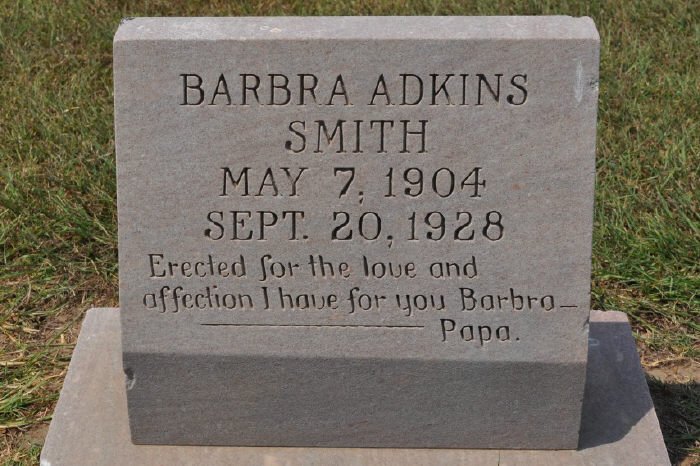 BARBRA ADKINS
SMITH
MAY 7, 1904
SEPT. 20, 1928
Erected for the love and
affection I have for you Barbra—
Papa.